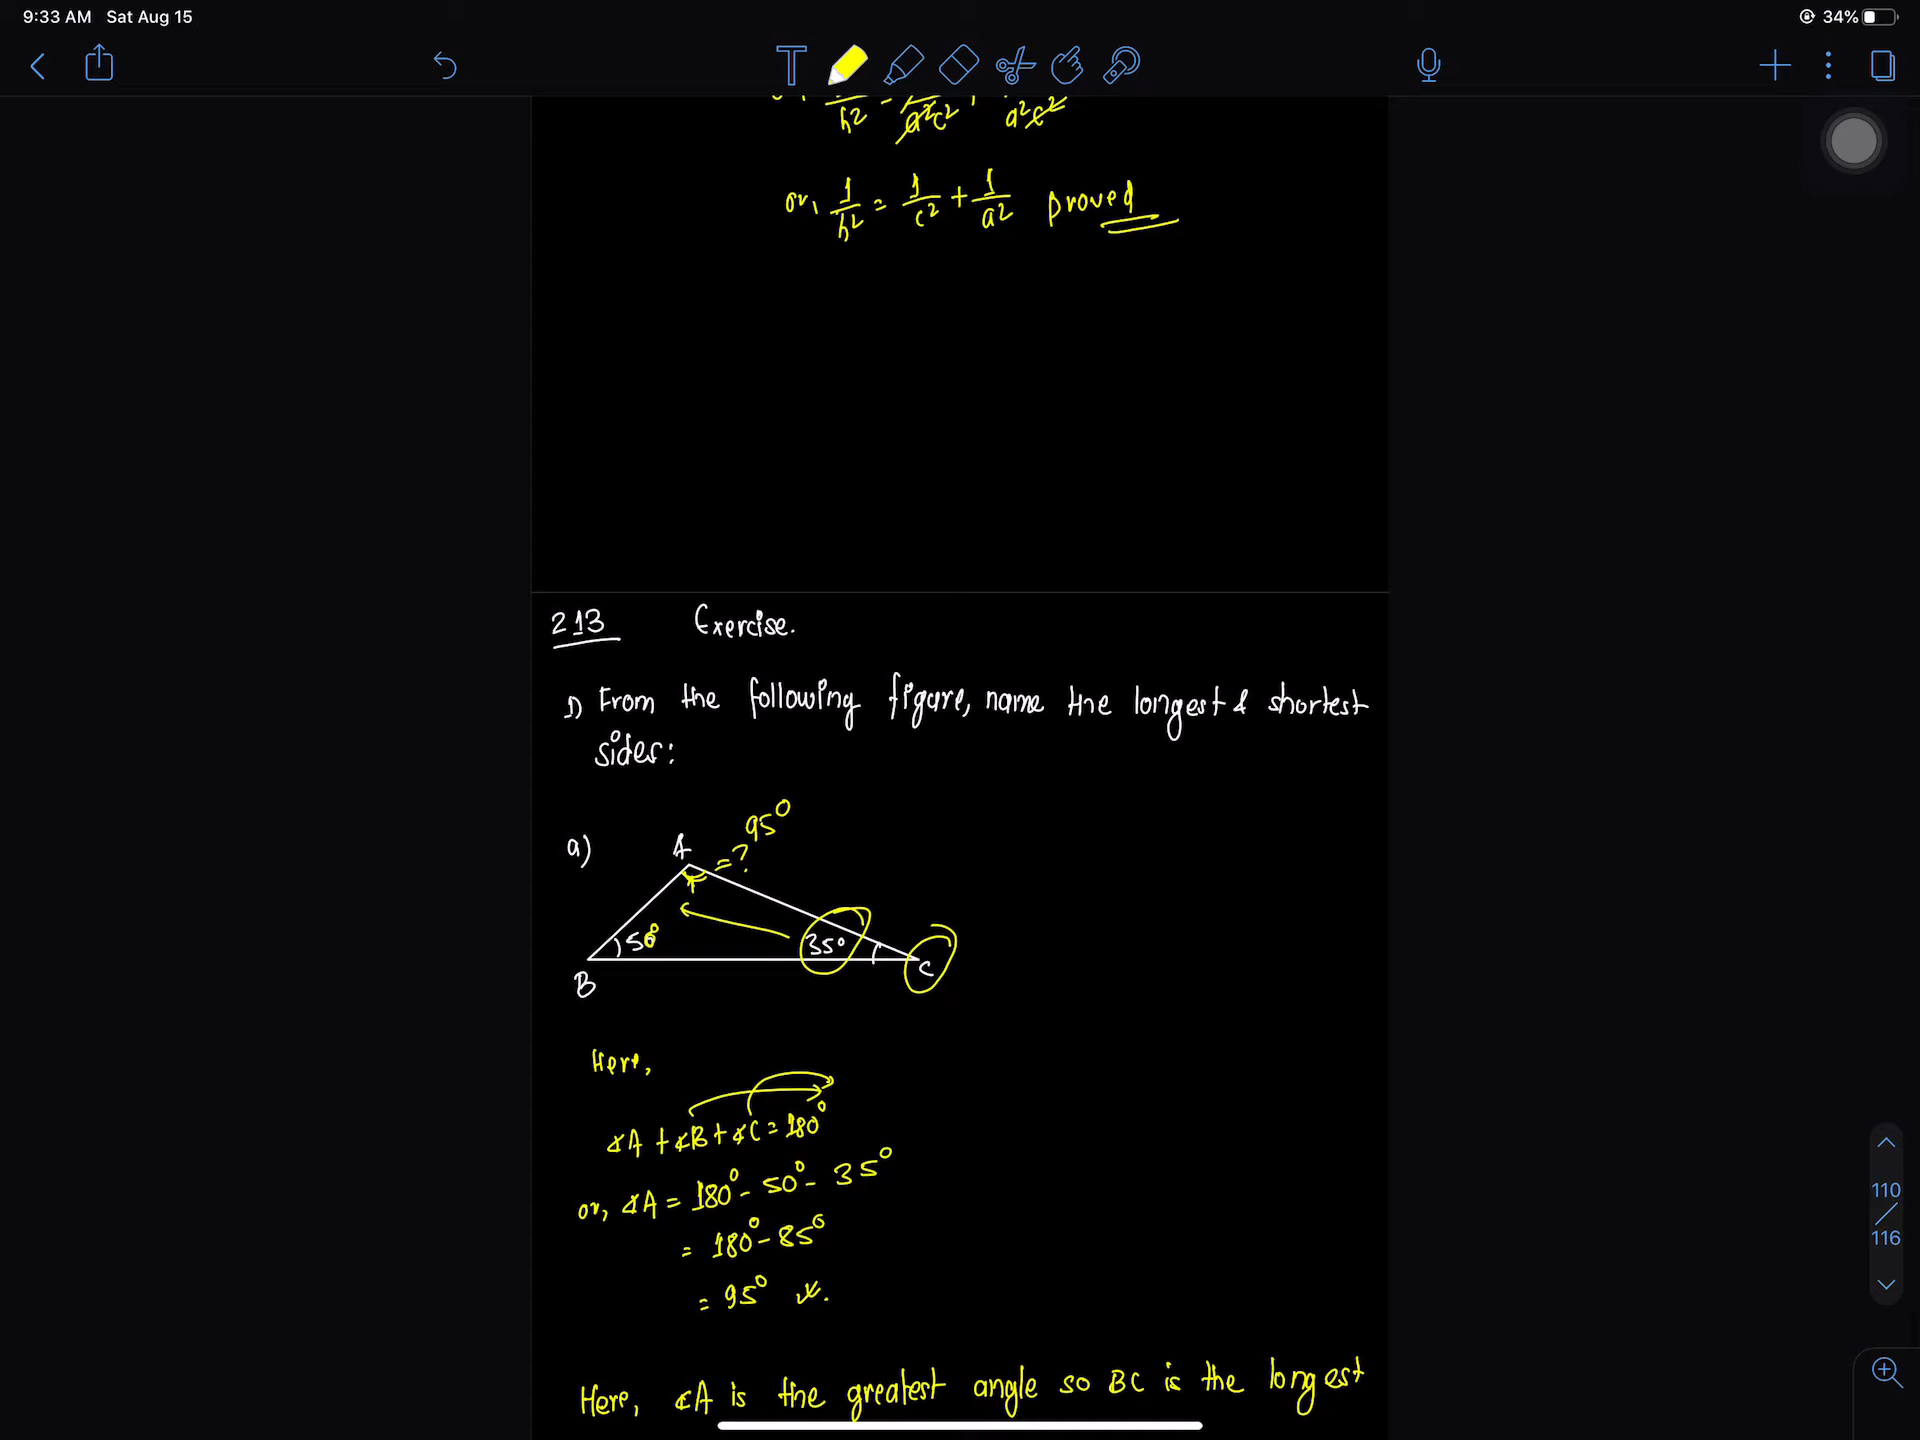 9:33 AM Sat Aug 15
34%
or, 1/h² = 1/c² + 1/a² proved
213 Exercise.
1) From the following figure, name the longest & shortest
sides:
a)
95°
A = ?
50°
35°
B
C
Here,
∡A + ∡B + ∡C = 180°
or, ∡A = 180° - 50° - 35°
= 180° - 85°
= 95°
Here, ∡A is the greatest angle so BC is the longest
110
/
116